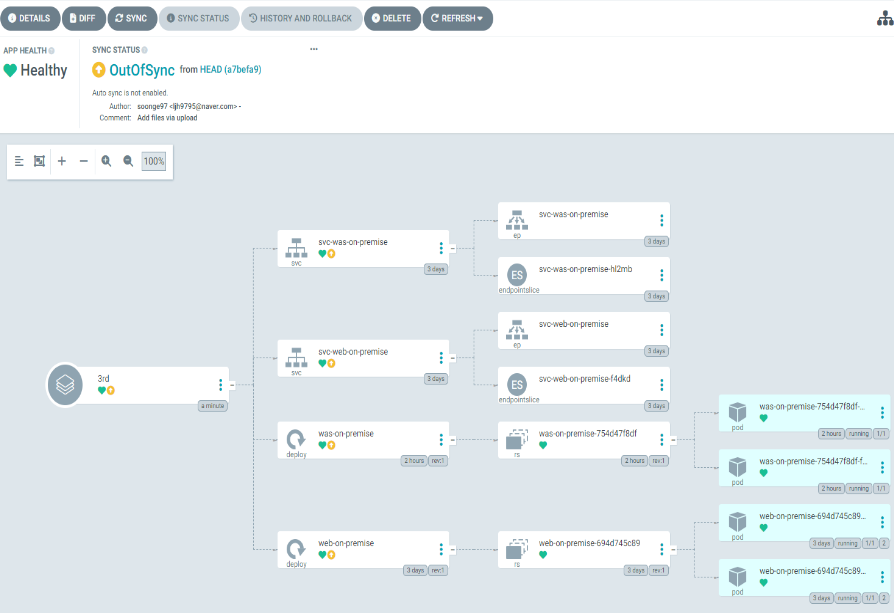 DETAILS DIFF SYNC SYNC STATUS HISTORY AND ROLLBACK DELETE REFRESH
APP HEALTH
Healthy
SYNC STATUS
OutOfSync from HEAD (a7befa9)
Auto sync is not enabled.
Author: soonge97 <ljh9795@naver.com> -
Comment: Add files via upload
100%
3rd
a minute
svc-was-on-premise
svc
3 days
svc-web-on-premise
svc
3 days
was-on-premise
deploy
2 hours rev:1
web-on-premise
deploy
3 days rev:1
svc-was-on-premise
ep
3 days
ES
svc-was-on-premise-hl2mb
endpointslice
3 days
svc-web-on-premise
ep
3 days
ES
svc-web-on-premise-f4dkd
endpointslice
3 days
was-on-premise-754d47f8df
rs
2 hours rev:1
web-on-premise-694d745c89
rs
3 days rev:1
was-on-premise-754d47f8df-...
pod
2 hours running 1/1
was-on-premise-754d47f8df-f...
pod
2 hours running 1/1
web-on-premise-694d745c89...
pod
3 days running 1/1 2
web-on-premise-694d745c89...
pod
3 days running 1/1 2